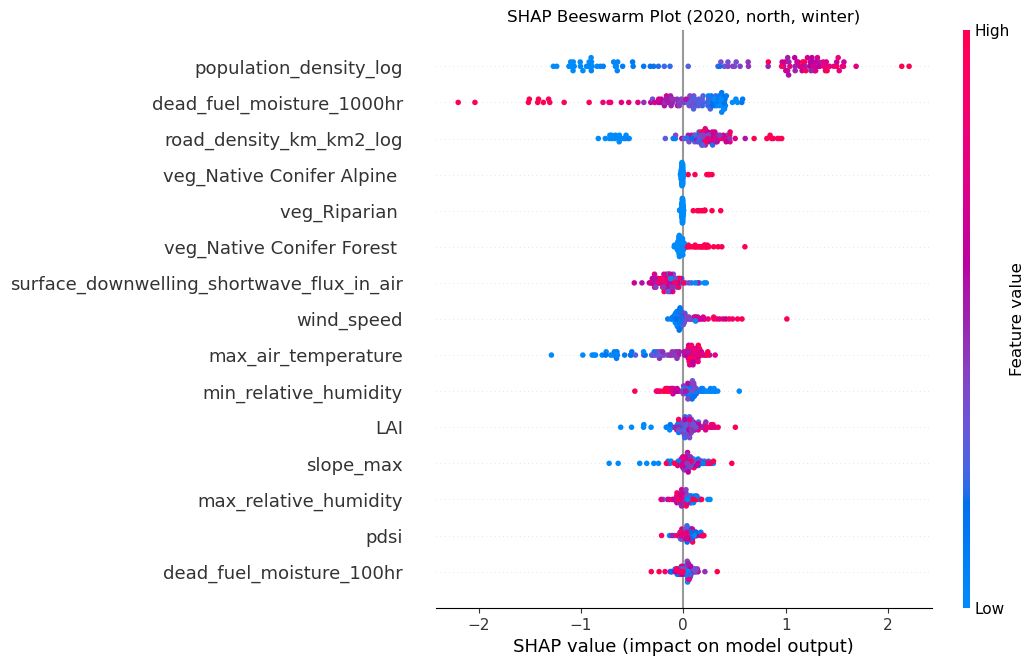 SHAP Beeswarm Plot (2020, north, winter)
High
population_density_log
dead_fuel_moisture_1000hr
road_density_km_km2_log
veg_Native Conifer Alpine
veg_Riparian
veg_Native Conifer Forest
surface_downwelling_shortwave_flux_in_air
wind_speed
max_air_temperature
min_relative_humidity
LAI
slope_max
max_relative_humidity
pdsi
dead_fuel_moisture_100hr
Feature value
Low
−2 −1 0 1 2
SHAP value (impact on model output)